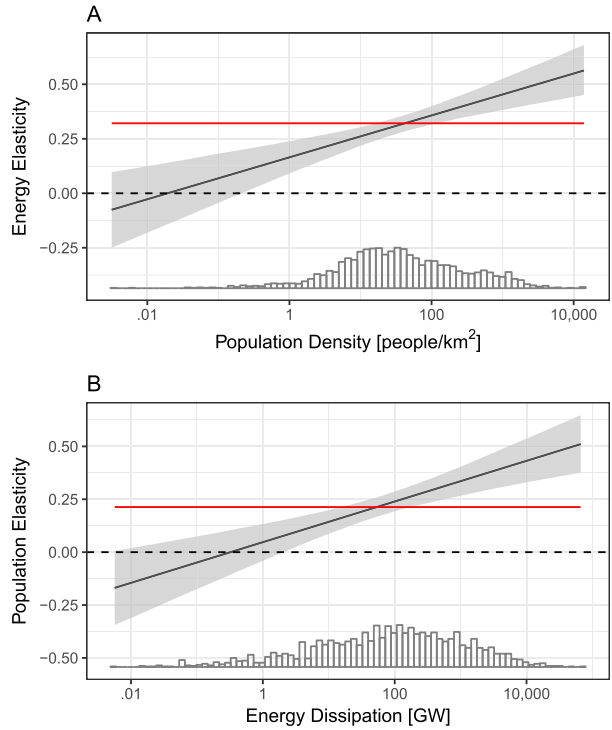 A
0.50
0.25
0.00
−0.25
Energy Elasticity
.01
1
100
10,000
Population Density [people/km²]
B
0.50
0.25
0.00
−0.25
−0.50
Population Elasticity
.01
1
100
10,000
Energy Dissipation [GW]